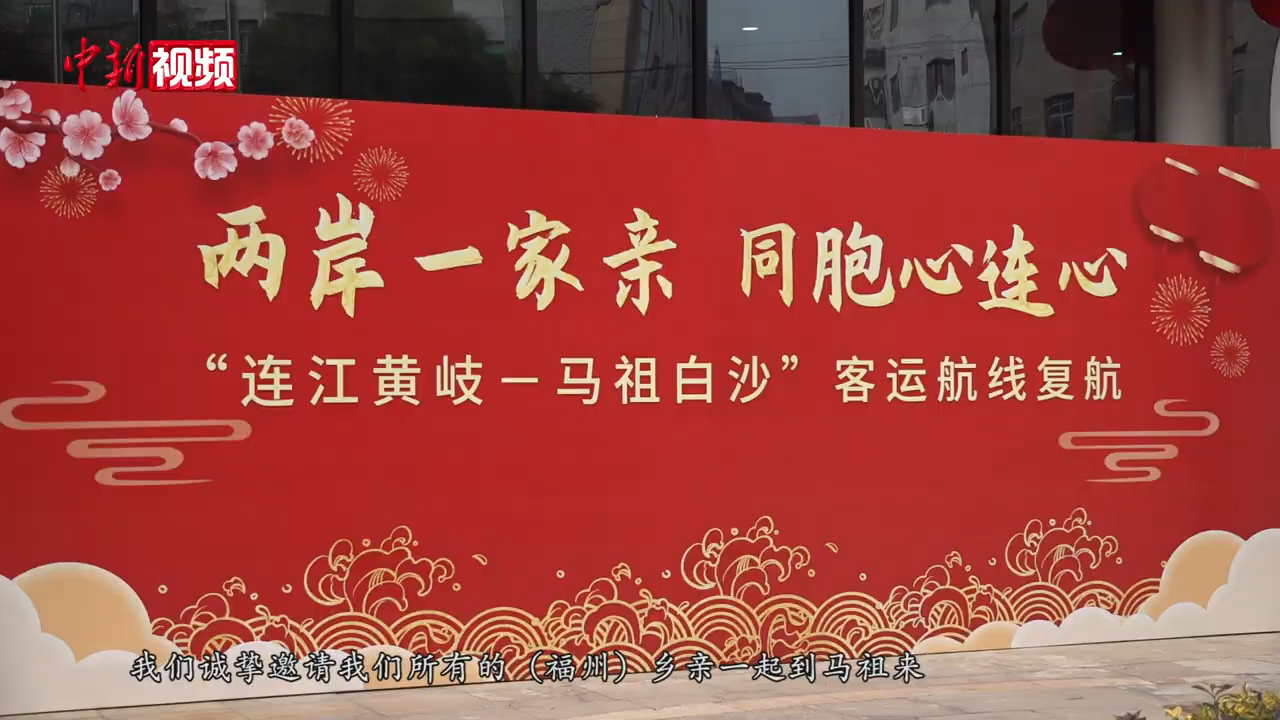 中新视频
两岸一家亲 同胞心连心
“连江黄岐－马祖白沙”客运航线复航
我们诚挚邀请我们所有的（福州）乡亲一起到马祖来